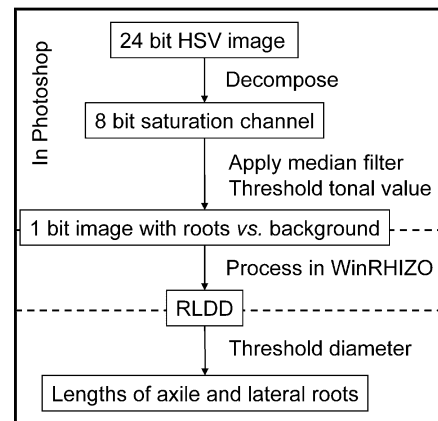 In Photoshop
24 bit HSV image
Decompose
8 bit saturation channel
Apply median filter
Threshold tonal value
1 bit image with roots vs. background
Process in WinRHIZO
RLDD
Threshold diameter
Lengths of axile and lateral roots